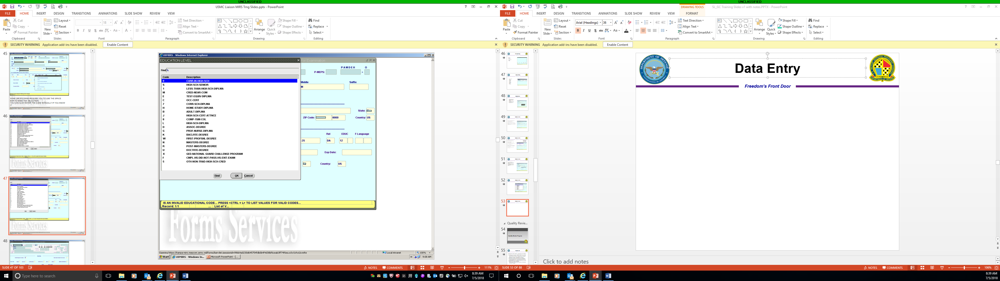 UNCLASSIFIED
UNCLASSIFIED
USMC Liaison MIRS Trng Slides.pptx - PowerPoint
FILE HOME INSERT DESIGN TRANSITIONS ANIMATIONS SLIDE SHOW REVIEW VIEW
Paste
Cut
Copy
Format Painter
Clipboard
New Slide
Layout
Reset
Section
Slides
18
Font
Text Direction
Align Text
Convert to SmartArt
Paragraph
Arrange
Quick Styles
Shape Fill
Shape Outline
Shape Effects
Drawing
Find
Replace
Select
Editing
SECURITY WARNING Application add-ins have been disabled. Enable Content
45
SOME DROPDOWNS REQUIRE YOU TO USE THE SPACE
BAR TO MAKE THE SELECTION
YOU CAN ALSO ENTER THE CODE MANUALLY IF YOU KNOW
IT
46
Forms Services
47
Forms Services
48
USMIRS - Windows Internet Explorer
EDUCATION LEVEL
For Examination
Find %
Code Description
9 CURR-IN-HIGH-SCH
S HIGH-SCH-SENIOR
1 LESS-THAN-HIGH-SCH-DIPLMA
M CRED-NEAR-COM
E TEST-EQUIV-DIPLMA
C OCC-CERT
7 CORR-SCH-DIPLMA
H HOME-STUDY-DIPLMA
B ADULT-DIPLMA
J HIGH-SCH-CERT-ATTNCE
8 COMP-1SM-COL
L HIGH-SCH-DIPLMA
D ASSOC-DEGREE
G PROF-NURSE-DIPLMA
K BACLRTE-DEGREE
W FIRST-PROFSNL-DEGREE
N MASTERS-DEGREE
R POST-MASTERS-DEGREE
U DOCTRTE-DEGREE
X GED-NATIONAL GUARD CHALLENGE PROGRAM
F CMPL-HS-DID-NOT-PASS-HS-EXIT-EXAM
5 OTH-NON-TRAD-HIGH-SCH-CRED
Find OK Cancel
P A M D E H O
P-MEPS:
Middle Suffix
M
State:
ZIP Code: 0000 Country: US
Rel EDUC F Language
-25 DA 12
Exp Date:
Country: US
IS AN INVALID EDUCATIONAL CODE... PRESS <CTRL + L> TO LIST VALUES FOR VALID CODES...
Record: 1/1 ... List of V...
Forms Services
Local intranet 100%
Start USMIRS - Windows In... Microsoft PowerPoint - [... 9:08 AM
SLIDE 47 OF 103 NOTES COMMENTS 111%
Type here to search
8:39 AM
7/5/2018
DRAWING TOOLS
SL_GC Training Slides v1 with notes.PPTX - PowerPoint
FILE HOME INSERT DESIGN TRANSITIONS ANIMATIONS SLIDE SHOW REVIEW VIEW FORMAT
Paste
Cut
Copy
Format Painter
Clipboard
New Slide
Layout
Reset
Section
Slides
Arial (Headings) 36
Font
Text Direction
Align Text
Convert to SmartArt
Paragraph
Arrange
Quick Styles
Shape Fill
Shape Outline
Shape Effects
Drawing
Find
Replace
Select
Editing
SECURITY WARNING Application add-ins have been disabled. Enable Content
46
47
48
49
50
51
52
53
Quality Revie...
54
Quality Review Program
55
DEPARTMENT OF DEFENSE
UNITED STATES OF AMERICA
Data Entry
DEPARTMENT OF DEFENSE
Freedom's Front Door
Click to add notes
SLIDE 53 OF 88 NOTES COMMENTS 106%
8:39 AM
7/5/2018